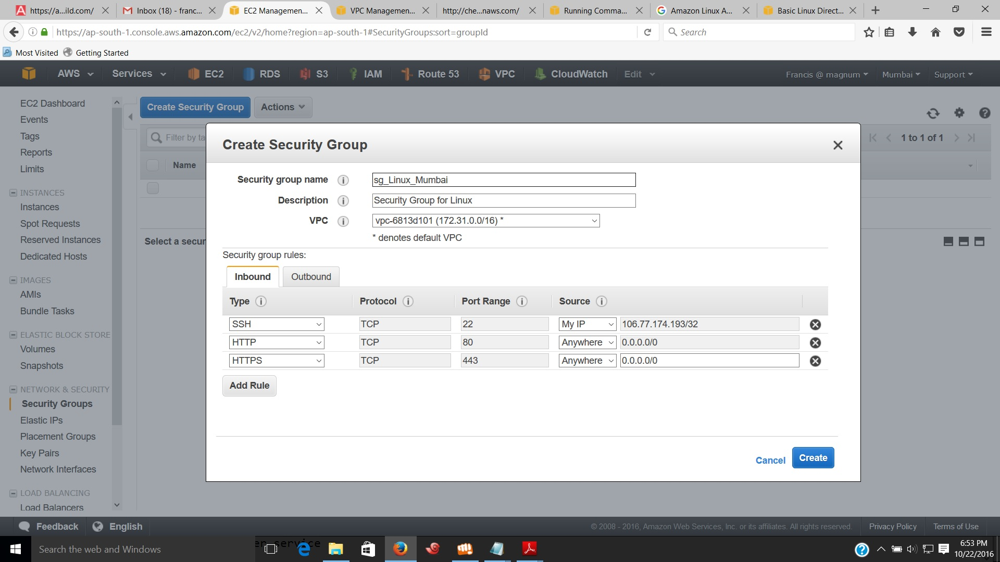 https://a...ild.com/
Inbox (18) - franc...
EC2 Managemen...
VPC Managemen...
http://che...naws.com/
Running Comma...
Amazon Linux A...
Basic Linux Direct...
https://ap-south-1.console.aws.amazon.com/ec2/v2/home?region=ap-south-1#SecurityGroups:sort=groupId
Search
Most Visited
Getting Started
AWS
Services
EC2
RDS
S3
IAM
Route 53
VPC
CloudWatch
Edit
Francis @ magnum
Mumbai
Support
EC2 Dashboard
Events
Tags
Reports
Limits
INSTANCES
Instances
Spot Requests
Reserved Instances
Dedicated Hosts
IMAGES
AMIs
Bundle Tasks
ELASTIC BLOCK STORE
Volumes
Snapshots
NETWORK & SECURITY
Security Groups
Elastic IPs
Placement Groups
Key Pairs
Network Interfaces
LOAD BALANCING
Load Balancers
Create Security Group
Actions
Filter by ta
1 to 1 of 1
Name
Select a secur
Create Security Group
Security group name
sg_Linux_Mumbai
Description
Security Group for Linux
VPC
vpc-6813d101 (172.31.0.0/16) *
* denotes default VPC
Security group rules:
Inbound
Outbound
Type
Protocol
Port Range
Source
SSH
TCP
22
My IP
106.77.174.193/32
HTTP
TCP
80
Anywhere
0.0.0.0/0
HTTPS
TCP
443
Anywhere
0.0.0.0/0
Add Rule
Cancel
Create
Feedback
English
© 2008 - 2016, Amazon Web Services, Inc. or its affiliates. All rights reserved.
Privacy Policy
Terms of Use
Search the web and Windows
6:53 PM
10/22/2016